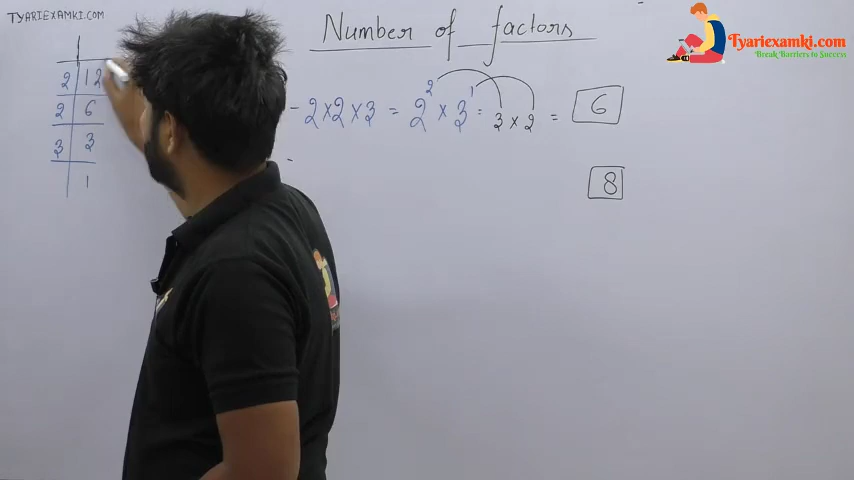 TYARIEXAMKI.COM
Number of factors
Tyariexamki.com
Break Barriers to Success
2 12
2 6
3 3
1
- 2×2×3 = 2² × 3¹ = 3 × 2 = 6
8